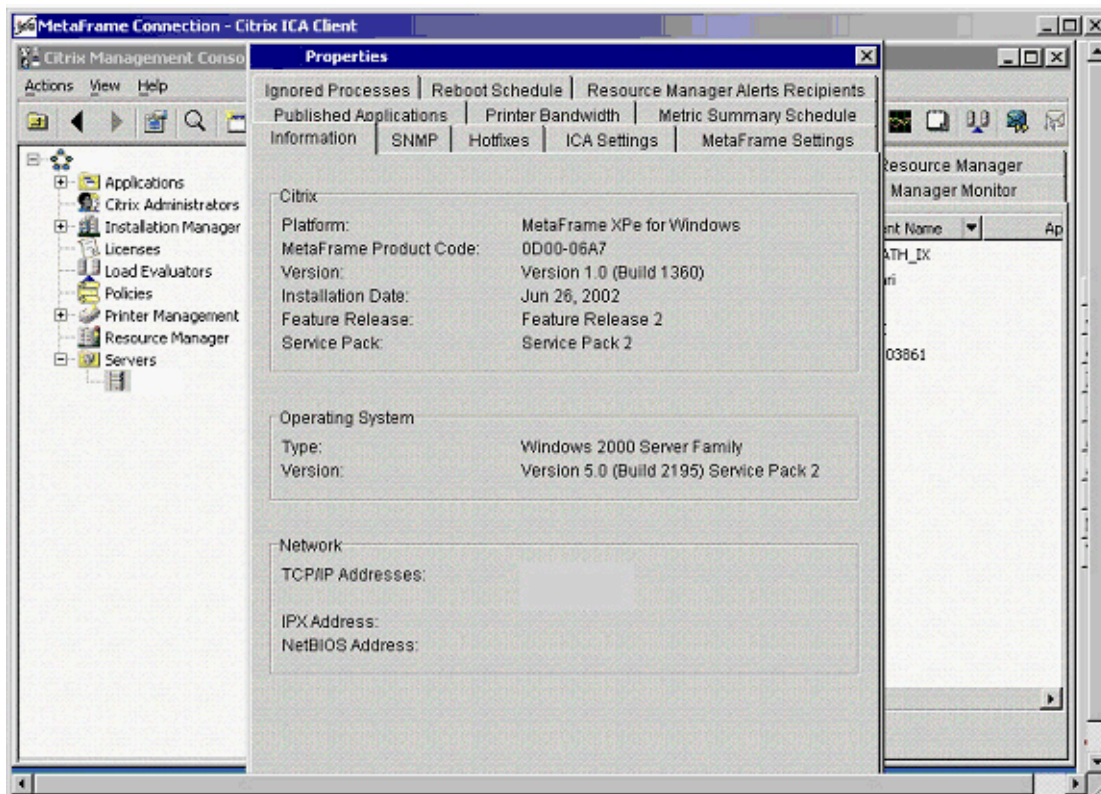 MetaFrame Connection - Citrix ICA Client
Citrix Management Conso
Properties
Actions View Help
Ignored Processes Reboot Schedule Resource Manager Alerts Recipients
Published Applications Printer Bandwidth Metric Summary Schedule
Information SNMP Hotfixes ICA Settings MetaFrame Settings
Applications
Citrix Administrators
Installation Manager
Licenses
Load Evaluators
Policies
Printer Management
Resource Manager
Servers
Citrix
Platform: MetaFrame XPe for Windows
MetaFrame Product Code: 0D00-06A7
Version: Version 1.0 (Build 1360)
Installation Date: Jun 26, 2002
Feature Release: Feature Release 2
Service Pack: Service Pack 2
Operating System
Type: Windows 2000 Server Family
Version: Version 5.0 (Build 2195) Service Pack 2
Network
TCP/IP Addresses:
IPX Address:
NetBIOS Address:
Resource Manager
Manager Monitor
ent Name Ap
ATH_IX
ari
03861